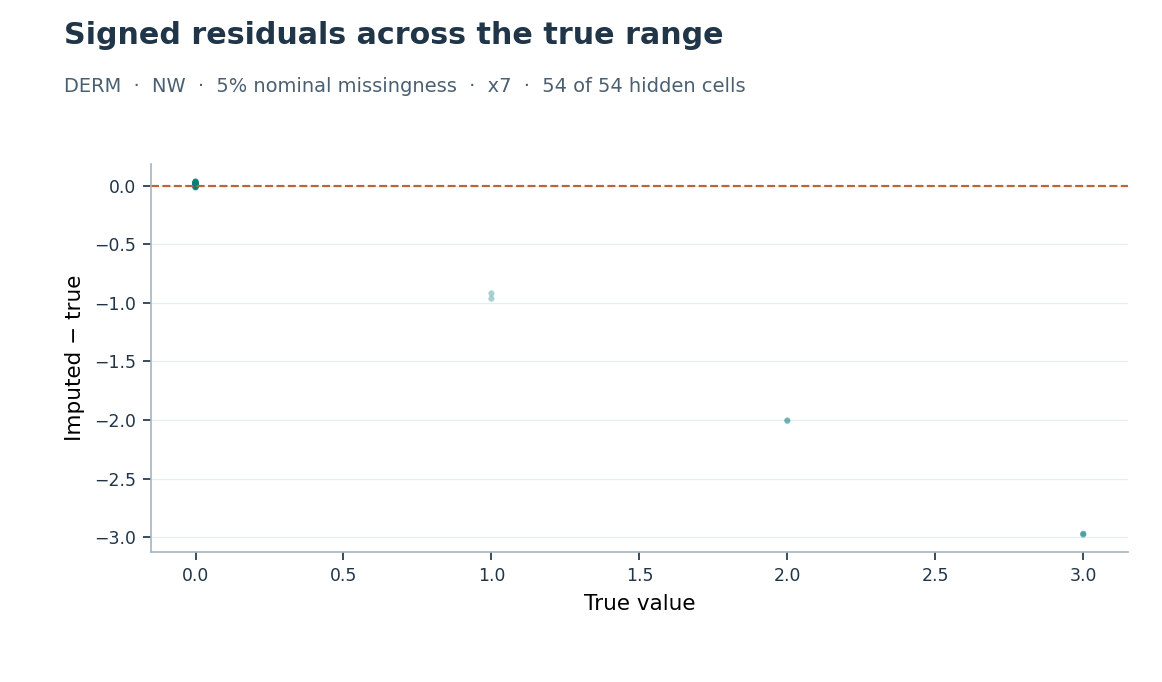 Signed residuals across the true range
DERM · NW · 5% nominal missingness · x7 · 54 of 54 hidden cells
Imputed − true
0.0
−0.5
−1.0
−1.5
−2.0
−2.5
−3.0
0.0 0.5 1.0 1.5 2.0 2.5 3.0
True value